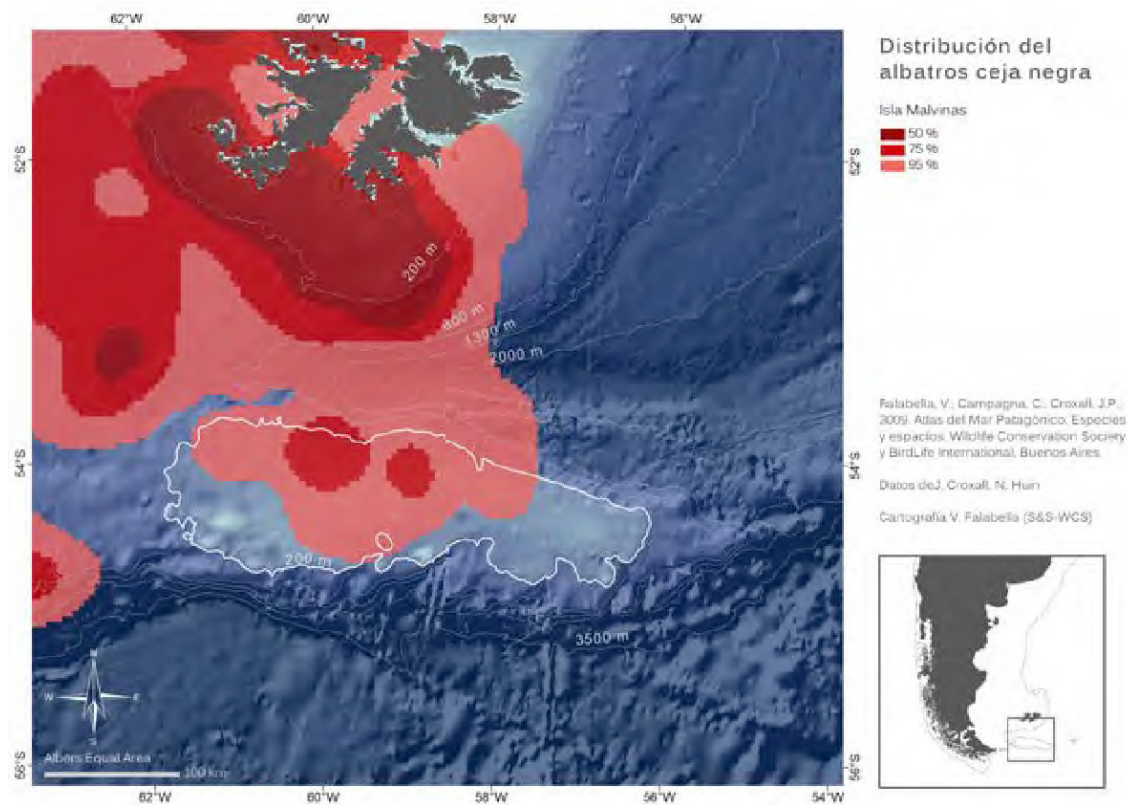 62°W
60°W
58°W
56°W
52°S
52°S
54°S
54°S
56°S
56°S
200 m
800 m
1300 m
2000 m
200 m
3500 m
N
W
E
S
Albers Equal Area
100 km
62°W
60°W
58°W
56°W
54°W
Distribución del
albatros ceja negra
Isla Malvinas
50 %
75 %
95 %
Falabella, V., Campagna, C., Croxall, J.P.,
2009. Atlas del Mar Patagónico. Especies
y espacios. Wildlife Conservation Society
y BirdLife International, Buenos Aires.
Datos de J. Croxall, N. Huin
Cartografía V. Falabella (S&S-WCS)